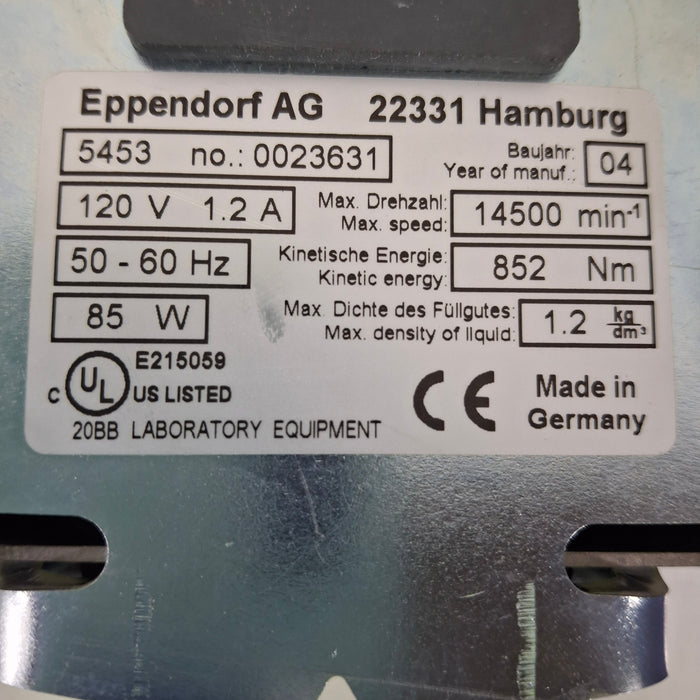 Eppendorf AG 22331 Hamburg
5453 no.: 0023631
Baujahr:
Year of manuf.: 04
120 V 1.2 A
Max. Drehzahl:
Max. speed: 14500 min⁻¹
50 - 60 Hz
Kinetische Energie:
Kinetic energy: 852 Nm
85 W
Max. Dichte des Füllgutes:
Max. density of liquid: 1.2 kg/dm³
E215059
c UL US LISTED
20BB LABORATORY EQUIPMENT
CE
Made in
Germany